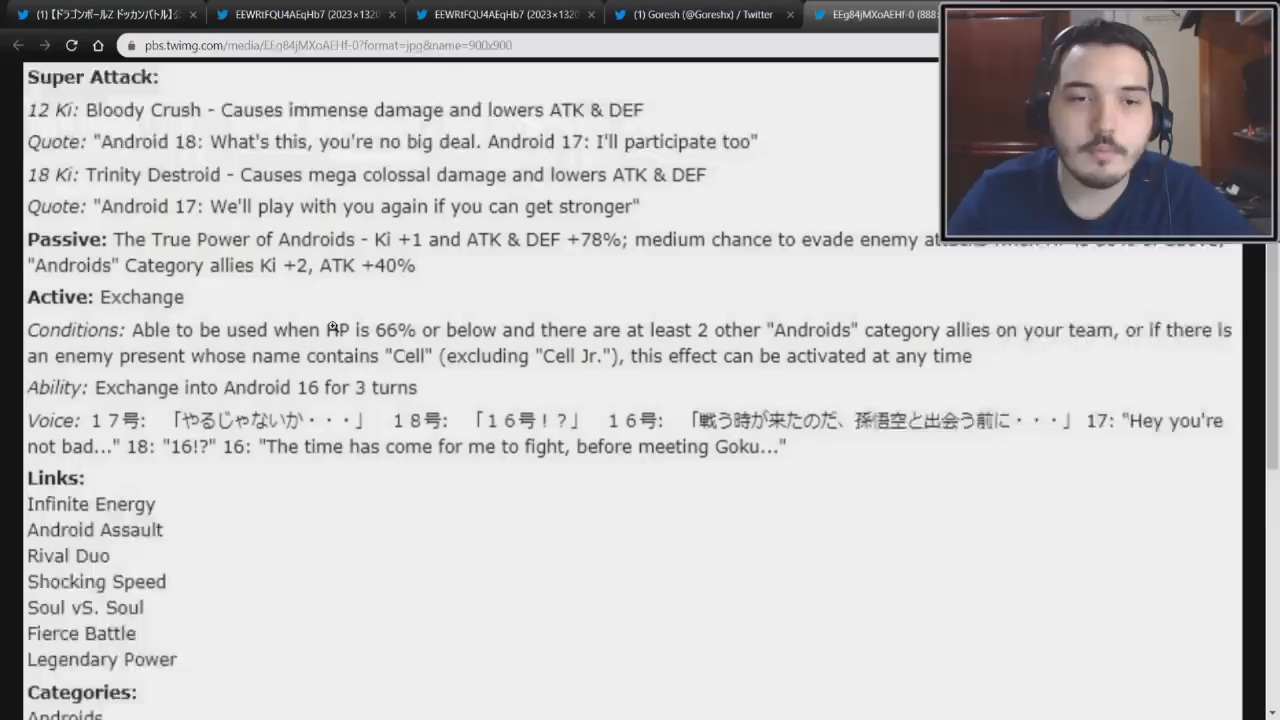 (1) 【ドラゴンボールZ ドッカンバトル】公
EEWRtFQU4AEqHb7 (2023×1320
EEWRtFQU4AEqHb7 (2023×1320
(1) Goresh (@Goreshx) / Twitter
EEg84jMXoAEHf-0 (888
pbs.twimg.com/media/EEg84jMXoAEHf-0?format=jpg&name=900x900
Super Attack:
12 Ki: Bloody Crush - Causes immense damage and lowers ATK & DEF
Quote: "Android 18: What's this, you're no big deal. Android 17: I'll participate too"
18 Ki: Trinity Destroid - Causes mega colossal damage and lowers ATK & DEF
Quote: "Android 17: We'll play with you again if you can get stronger"
Passive: The True Power of Androids - Ki +1 and ATK & DEF +78%; medium chance to evade enemy
"Androids" Category allies Ki +2, ATK +40%
Active: Exchange
Conditions: Able to be used when HP is 66% or below and there are at least 2 other "Androids" category allies on your team, or if there is
an enemy present whose name contains "Cell" (excluding "Cell Jr."), this effect can be activated at any time
Ability: Exchange into Android 16 for 3 turns
Voice: １７号: 「やるじゃないか・・・」 １８号: 「１６号！？」 １６号: 「戦う時が来たのだ、孫悟空と出会う前に・・・」 17: "Hey you're
not bad..." 18: "16!?" 16: "The time has come for me to fight, before meeting Goku..."
Links:
Infinite Energy
Android Assault
Rival Duo
Shocking Speed
Soul vS. Soul
Fierce Battle
Legendary Power
Categories:
Androids